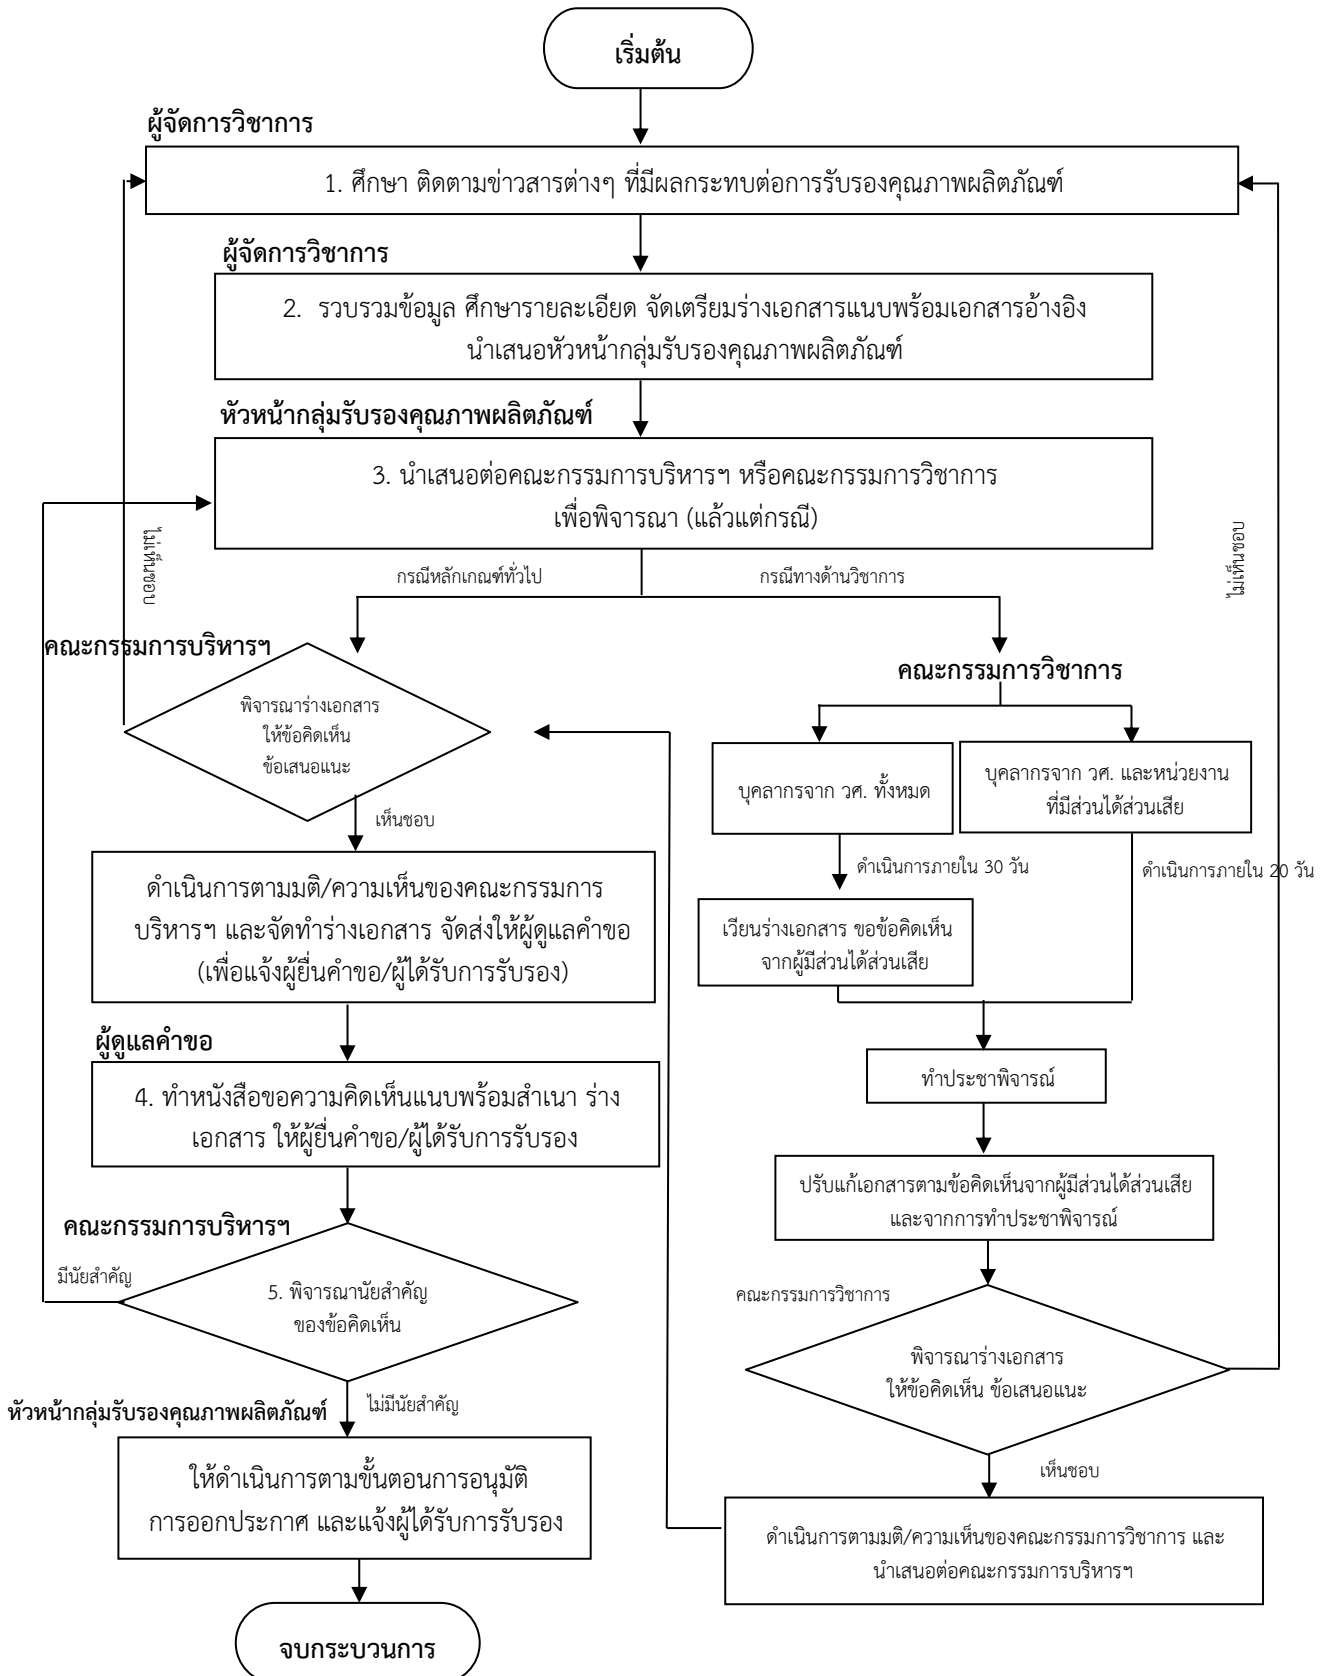 เริ่มต้น
ผู้จัดการวิชาการ
1. ศึกษา ติดตามข่าวสารต่างๆ ที่มีผลกระทบต่อการรับรองคุณภาพผลิตภัณฑ์
ผู้จัดการวิชาการ
2. รวบรวมข้อมูล ศึกษารายละเอียด จัดเตรียมร่างเอกสารแนบพร้อมเอกสารอ้างอิง
นำเสนอหัวหน้ากลุ่มรับรองคุณภาพผลิตภัณฑ์
หัวหน้ากลุ่มรับรองคุณภาพผลิตภัณฑ์
3. นำเสนอต่อคณะกรรมการบริหารฯ หรือคณะกรรมการวิชาการ
เพื่อพิจารณา (แล้วแต่กรณี)
ไม่เห็นชอบ
ไม่เห็นชอบ
กรณีหลักเกณฑ์ทั่วไป
กรณีทางด้านวิชาการ
คณะกรรมการบริหารฯ
พิจารณาร่างเอกสาร
ให้ข้อคิดเห็น
ข้อเสนอแนะ
เห็นชอบ
ดำเนินการตามมติ/ความเห็นของคณะกรรมการ
บริหารฯ และจัดทำร่างเอกสาร จัดส่งให้ผู้ดูแลคำขอ
(เพื่อแจ้งผู้ยื่นคำขอ/ผู้ได้รับการรับรอง)
ผู้ดูแลคำขอ
4. ทำหนังสือขอความคิดเห็นแนบพร้อมสำเนา ร่าง
เอกสาร ให้ผู้ยื่นคำขอ/ผู้ได้รับการรับรอง
คณะกรรมการบริหารฯ
มีนัยสำคัญ
5. พิจารณานัยสำคัญ
ของข้อคิดเห็น
ไม่มีนัยสำคัญ
หัวหน้ากลุ่มรับรองคุณภาพผลิตภัณฑ์
ให้ดำเนินการตามขั้นตอนการอนุมัติ
การออกประกาศ และแจ้งผู้ได้รับการรับรอง
จบกระบวนการ
คณะกรรมการวิชาการ
บุคลากรจาก วศ. ทั้งหมด
บุคลากรจาก วศ. และหน่วยงาน
ที่มีส่วนได้ส่วนเสีย
ดำเนินการภายใน 30 วัน
ดำเนินการภายใน 20 วัน
เวียนร่างเอกสาร ขอข้อคิดเห็น
จากผู้มีส่วนได้ส่วนเสีย
ทำประชาพิจารณ์
ปรับแก้เอกสารตามข้อคิดเห็นจากผู้มีส่วนได้ส่วนเสีย
และจากการทำประชาพิจารณ์
คณะกรรมการวิชาการ
พิจารณาร่างเอกสาร
ให้ข้อคิดเห็น ข้อเสนอแนะ
เห็นชอบ
ดำเนินการตามมติ/ความเห็นของคณะกรรมการวิชาการ และ
นำเสนอต่อคณะกรรมการบริหารฯ